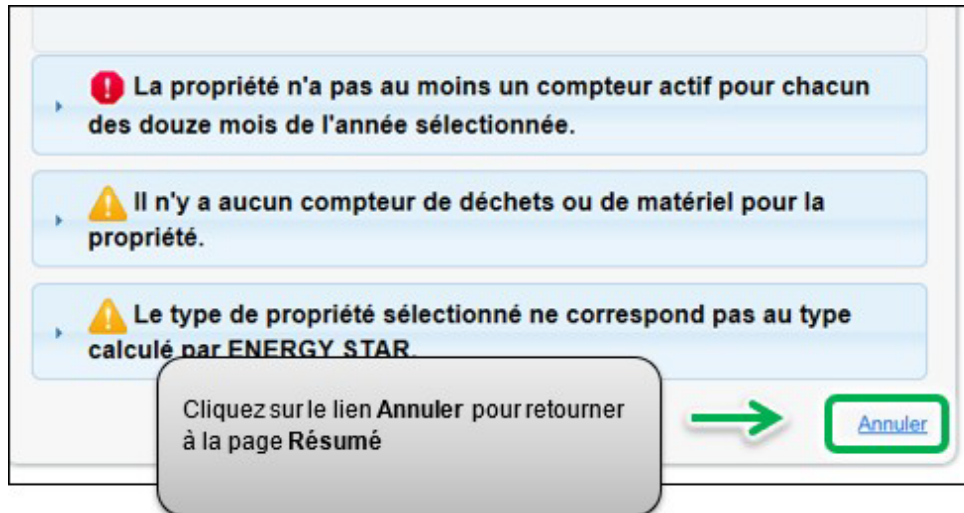 La propriété n'a pas au moins un compteur actif pour chacun
des douze mois de l'année sélectionnée.
Il n'y a aucun compteur de déchets ou de matériel pour la
propriété.
Le type de propriété sélectionné ne correspond pas au type
calculé par ENERGY STAR.
Cliquez sur le lien Annuler pour retourner
à la page Résumé
Annuler